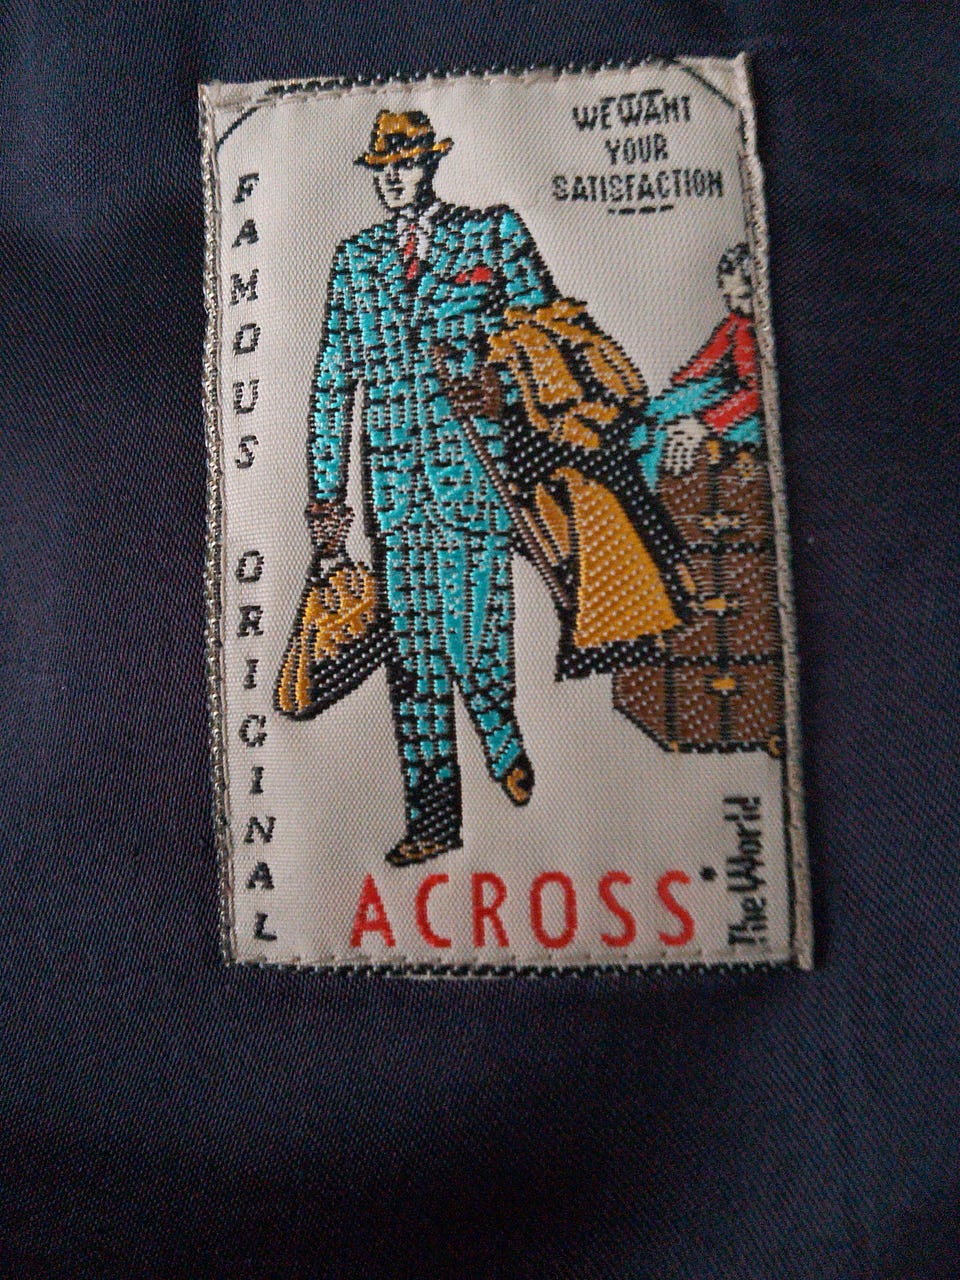 WE WANT
YOUR
SATISFACTION
FAMOUS ORIGINAL
ACROSS
The World